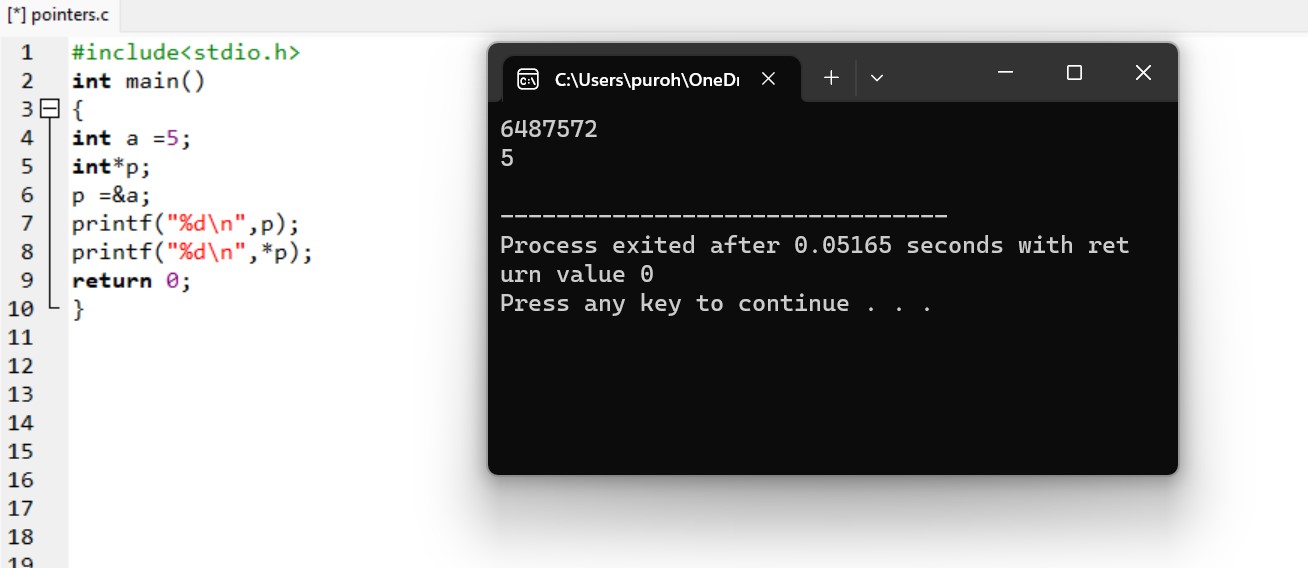 [*] pointers.c
1 #include<stdio.h>
2 int main()
3 {
4 int a =5;
5 int*p;
6 p =&a;
7 printf("%d\n",p);
8 printf("%d\n",*p);
9 return 0;
10 }
11
12
13
14
15
16
17
18
19
C:\Users\puroh\OneDr
6487572
5
--------------------------------
Process exited after 0.05165 seconds with ret
urn value 0
Press any key to continue . . .